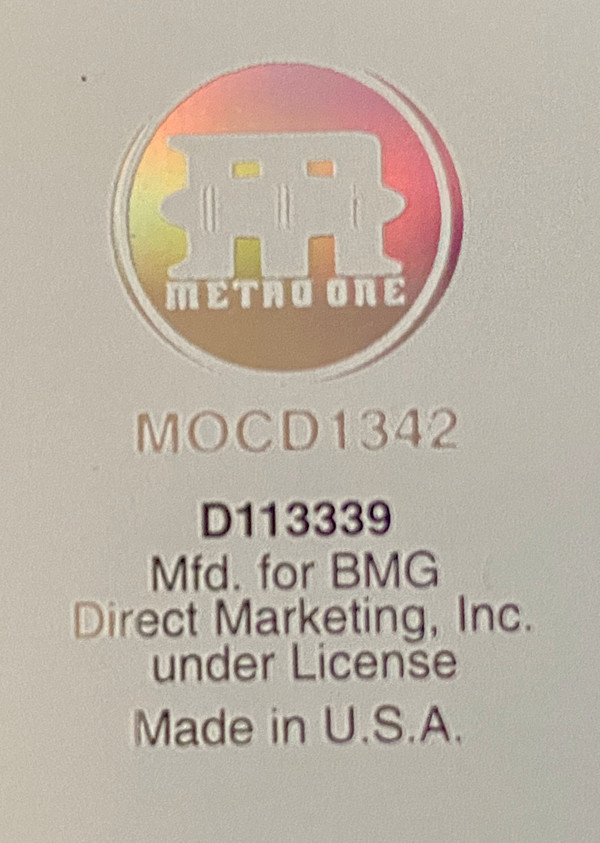 METRO ONE
MOCD1342
D113339
Mfd. for BMG
Direct Marketing, Inc.
under License
Made in U.S.A.